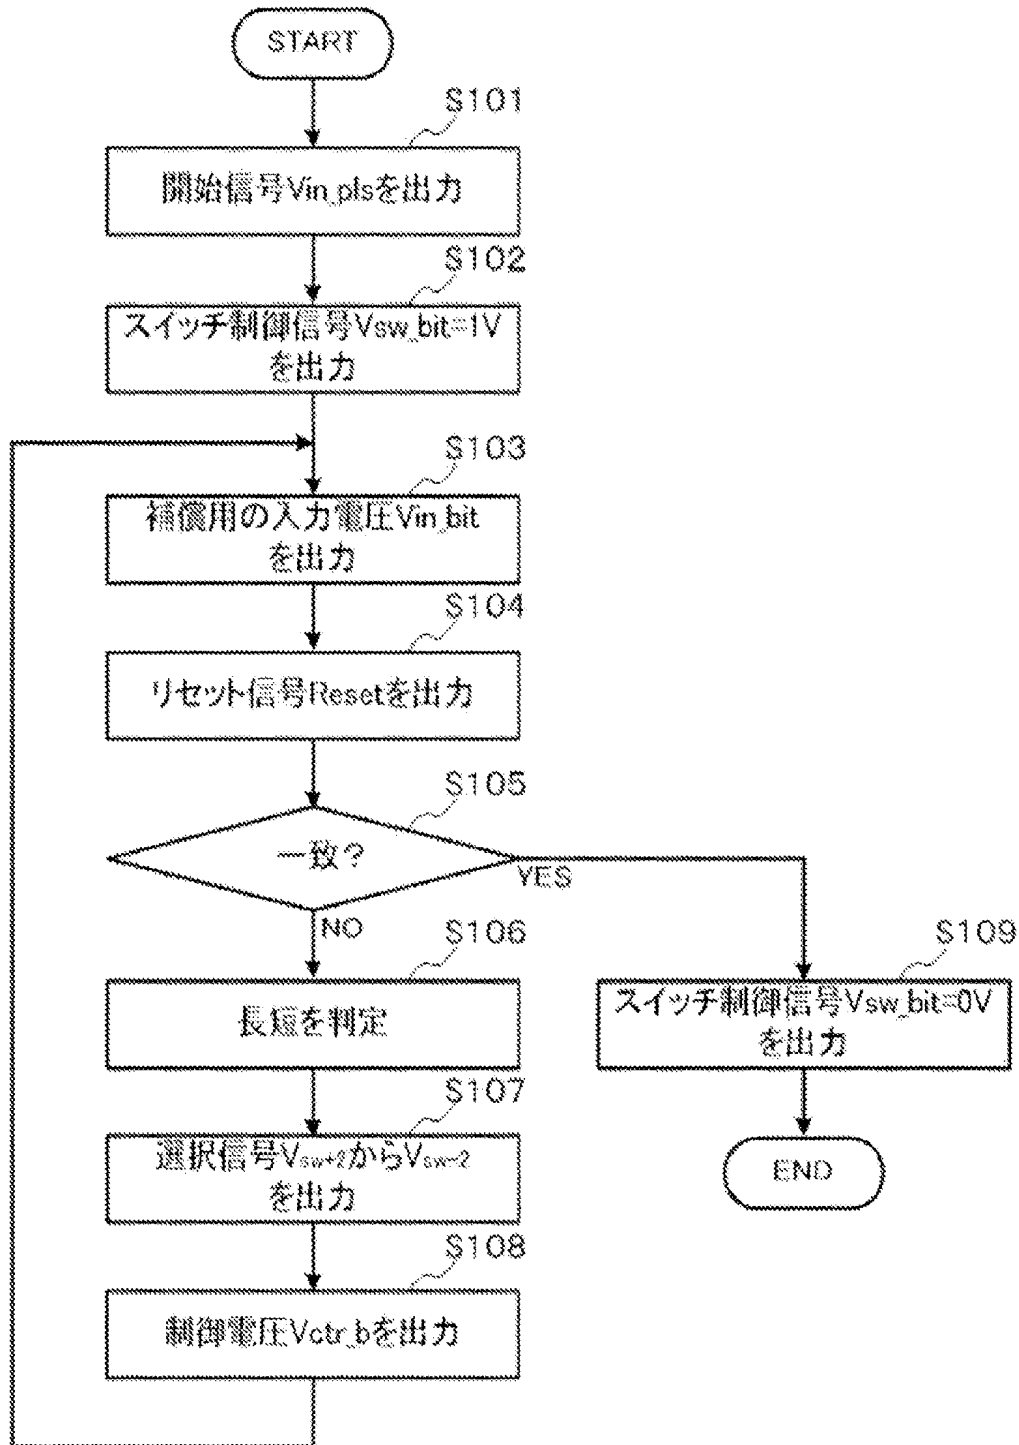 START
S101
開始信号Vin_plsを出力
S102
スイッチ制御信号Vsw_bit=1V
を出力
S103
補償用の入力電圧Vin_bit
を出力
S104
リセット信号Resetを出力
S105
一致？
YES
NO
S106
長短を判定
S109
スイッチ制御信号Vsw_bit=0V
を出力
S107
選択信号Vsw+2からVsw-2
を出力
END
S108
制御電圧Vctr_bを出力